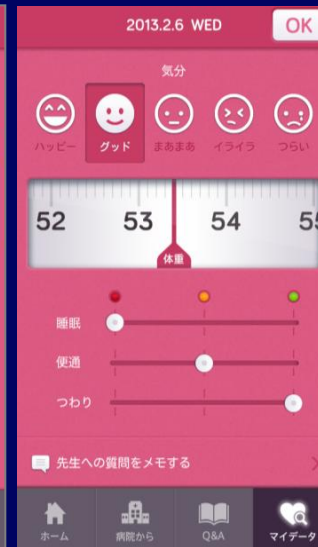 2013.2.6 WED
OK
気分
ハッピー
グッド
まあまあ
イライラ
つらい
52 53 54 55
体重
睡眠
便通
つわり
先生への質問をメモする
ホーム
病院から
Q&A
マイデータ